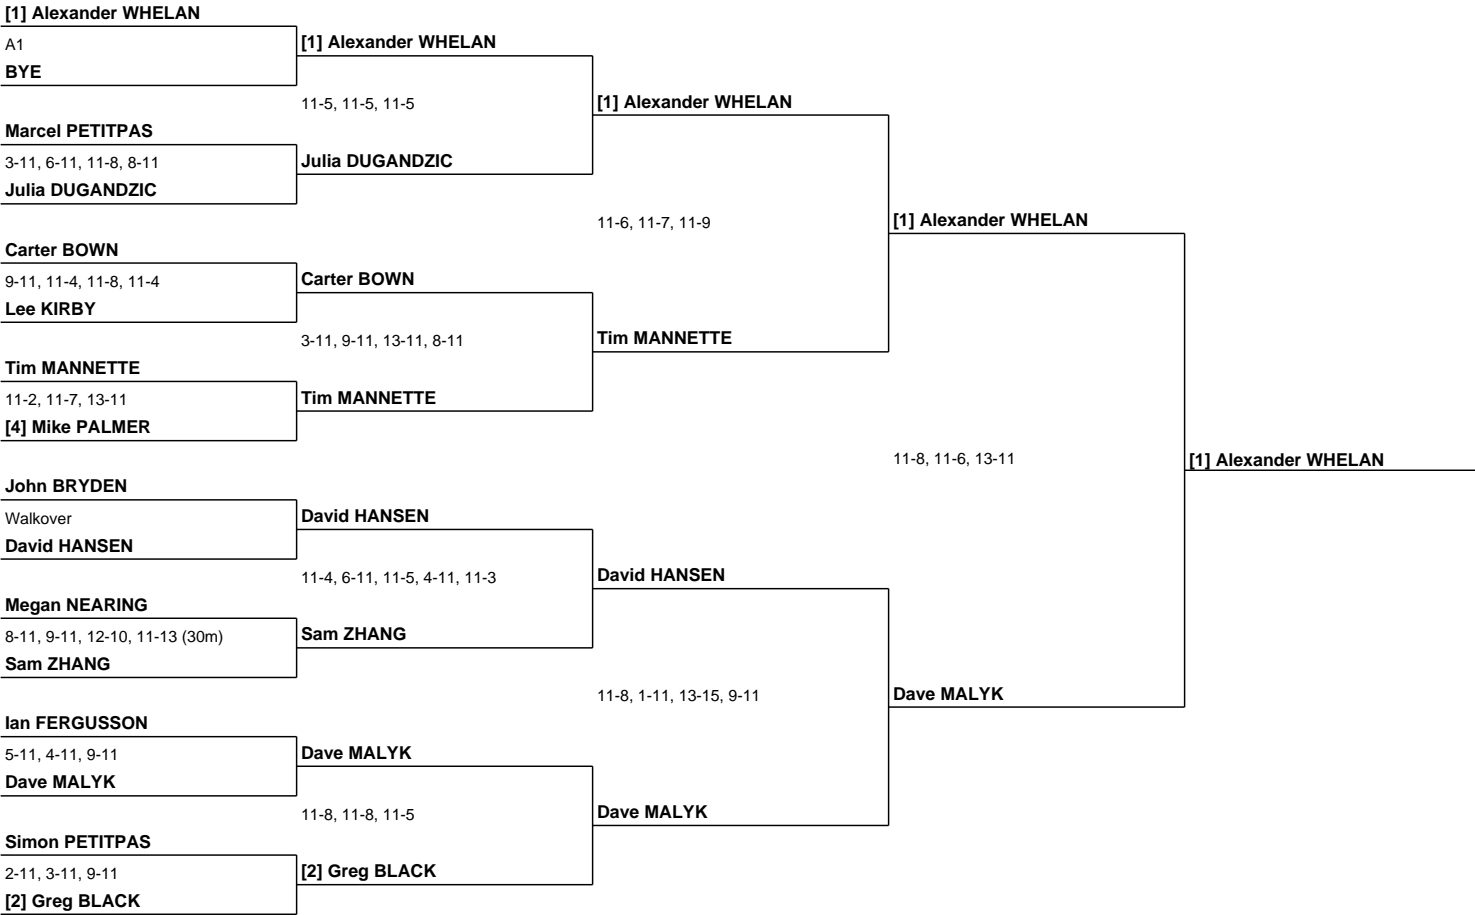 [1] Alexander WHELAN
A1
BYE
Marcel PETITPAS
3-11, 6-11, 11-8, 8-11
Julia DUGANDZIC
Carter BOWN
9-11, 11-4, 11-8, 11-4
Lee KIRBY
Tim MANNETTE
11-2, 11-7, 13-11
[4] Mike PALMER
John BRYDEN
Walkover
David HANSEN
Megan NEARING
8-11, 9-11, 12-10, 11-13 (30m)
Sam ZHANG
Ian FERGUSSON
5-11, 4-11, 9-11
Dave MALYK
Simon PETITPAS
2-11, 3-11, 9-11
[2] Greg BLACK
[1] Alexander WHELAN
11-5, 11-5, 11-5
Julia DUGANDZIC
Carter BOWN
3-11, 9-11, 13-11, 8-11
Tim MANNETTE
David HANSEN
11-4, 6-11, 11-5, 4-11, 11-3
Sam ZHANG
Dave MALYK
11-8, 11-8, 11-5
[2] Greg BLACK
[1] Alexander WHELAN
11-6, 11-7, 11-9
Tim MANNETTE
David HANSEN
11-8, 1-11, 13-15, 9-11
Dave MALYK
[1] Alexander WHELAN
11-8, 11-6, 13-11
Dave MALYK
[1] Alexander WHELAN